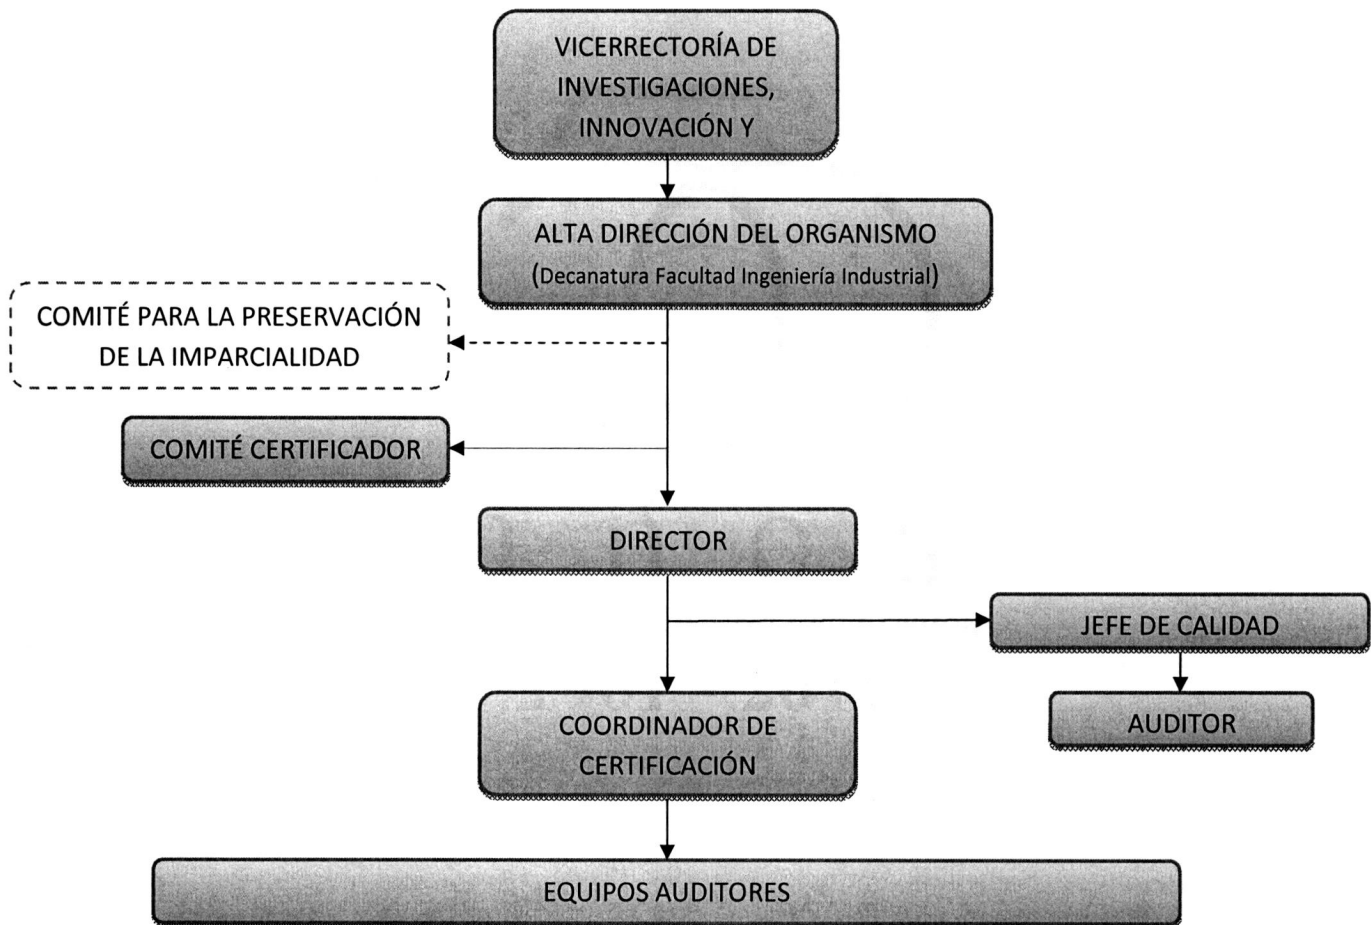 VICERRECTORÍA DE
INVESTIGACIONES,
INNOVACIÓN Y
ALTA DIRECCIÓN DEL ORGANISMO
(Decanatura Facultad Ingeniería Industrial)
COMITÉ PARA LA PRESERVACIÓN
DE LA IMPARCIALIDAD
COMITÉ CERTIFICADOR
DIRECTOR
JEFE DE CALIDAD
AUDITOR
COORDINADOR DE
CERTIFICACIÓN
EQUIPOS AUDITORES